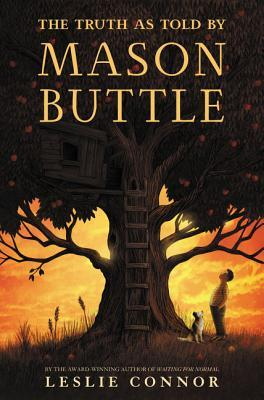 THE TRUTH AS TOLD BY
MASON
BUTTLE
BY THE AWARD-WINNING AUTHOR OF WAITING FOR NORMAL
LESLIE CONNOR